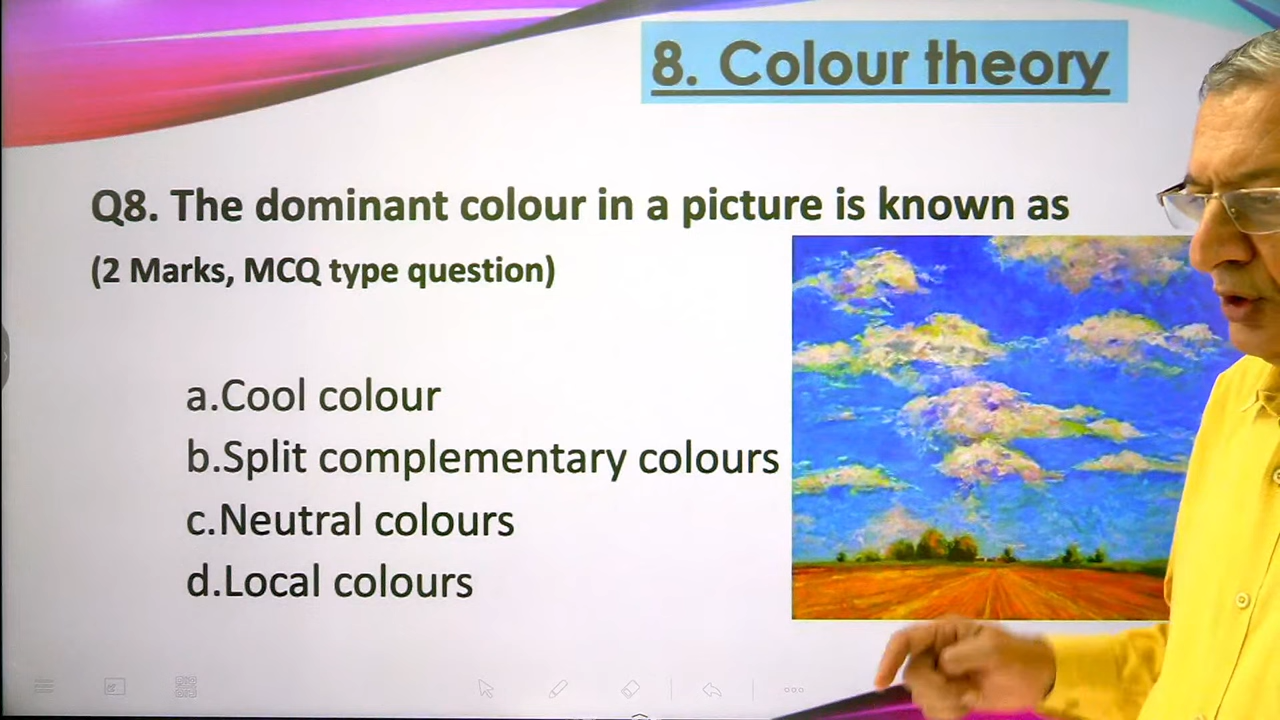 8. Colour theory
Q8. The dominant colour in a picture is known as
(2 Marks, MCQ type question)
a.Cool colour
b.Split complementary colours
c.Neutral colours
d.Local colours